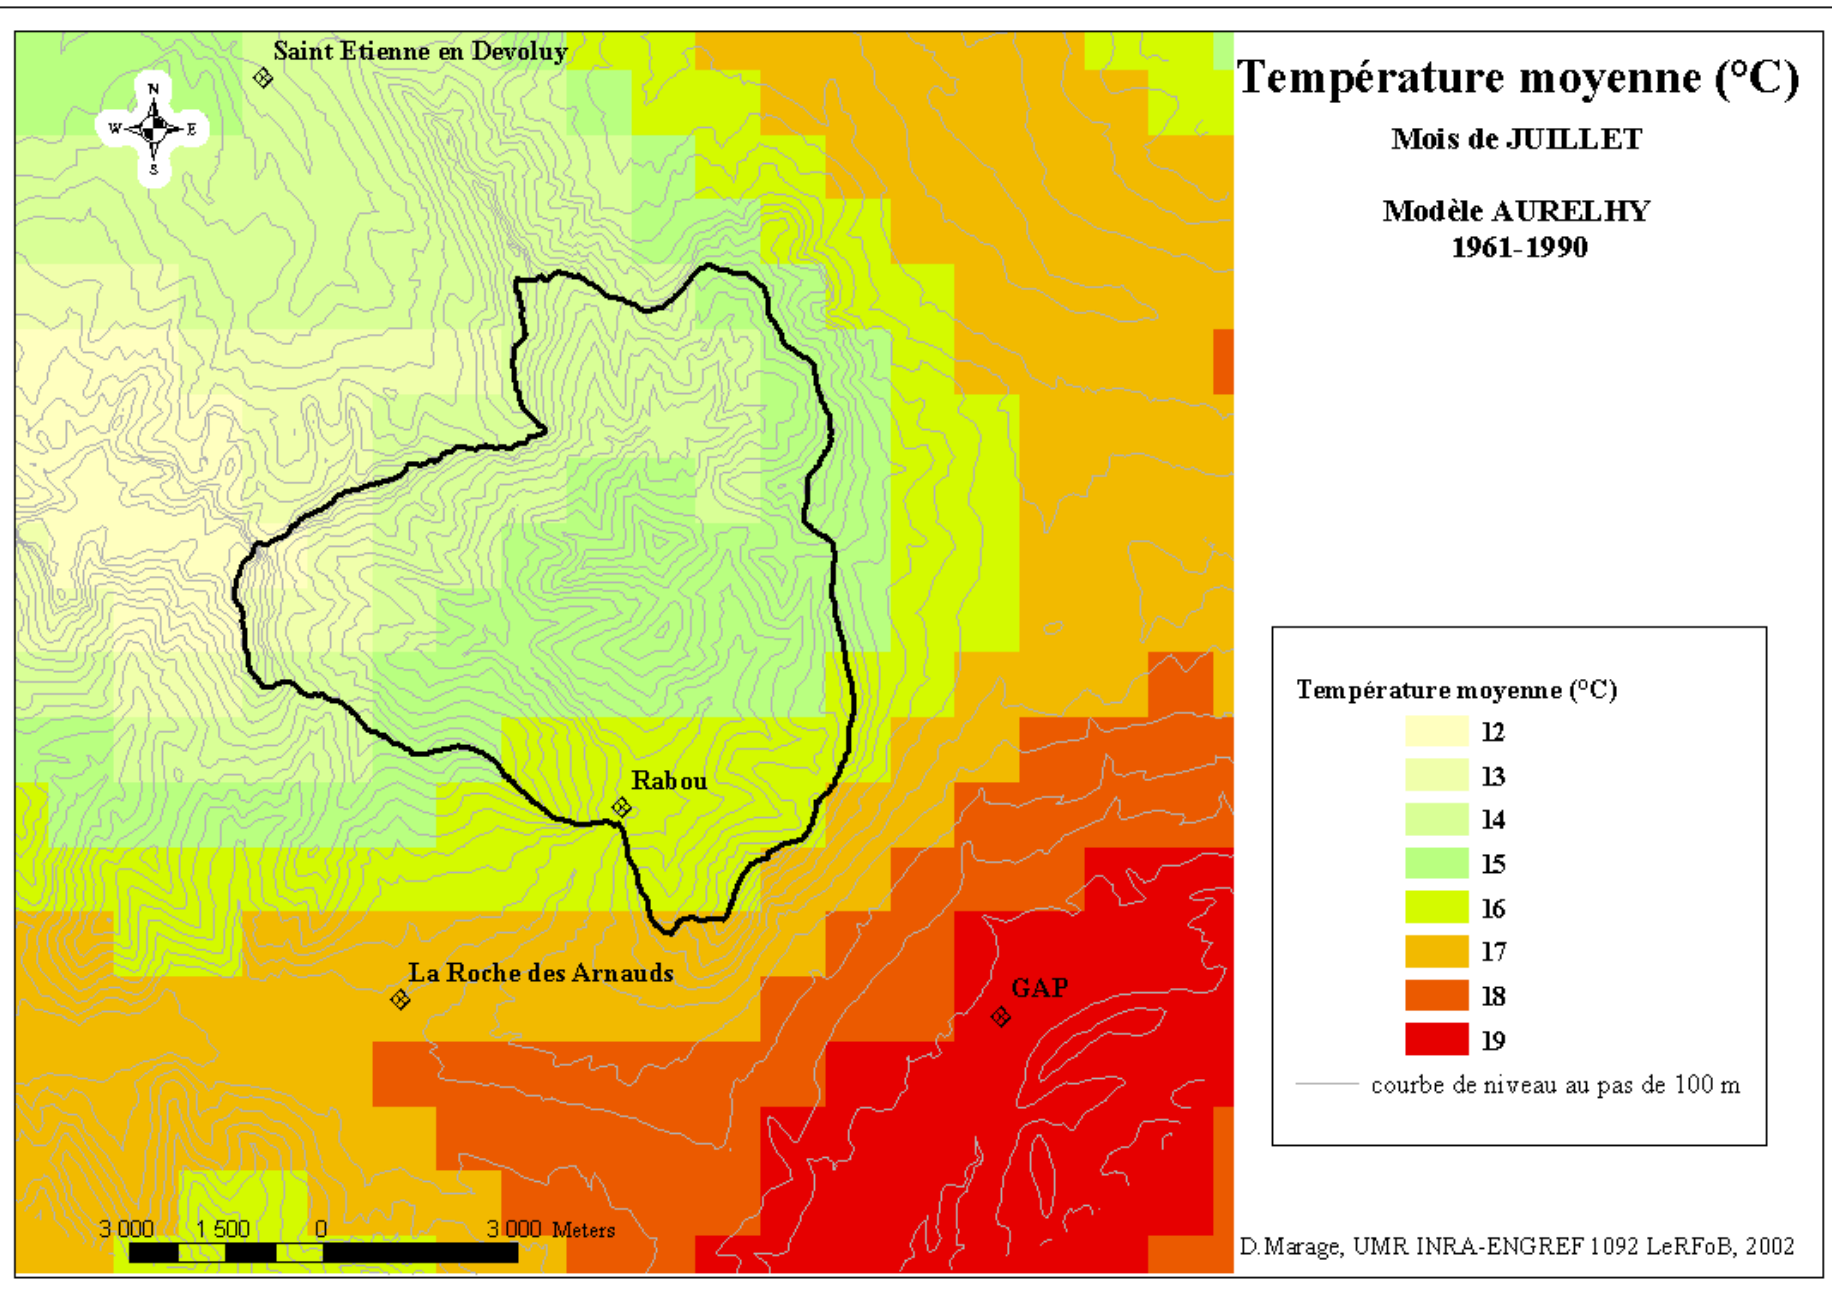 Saint Etienne en Devoluy
N
W E
S
Rabou
La Roche des Arnauds
GAP
3 000 1 500 0 3 000 Meters
Température moyenne (°C)
Mois de JUILLET
Modèle AURELHY
1961-1990
Température moyenne (°C)
12
13
14
15
16
17
18
19
courbe de niveau au pas de 100 m
D.Marage, UMR INRA-ENGREF 1092 LeRFoB, 2002